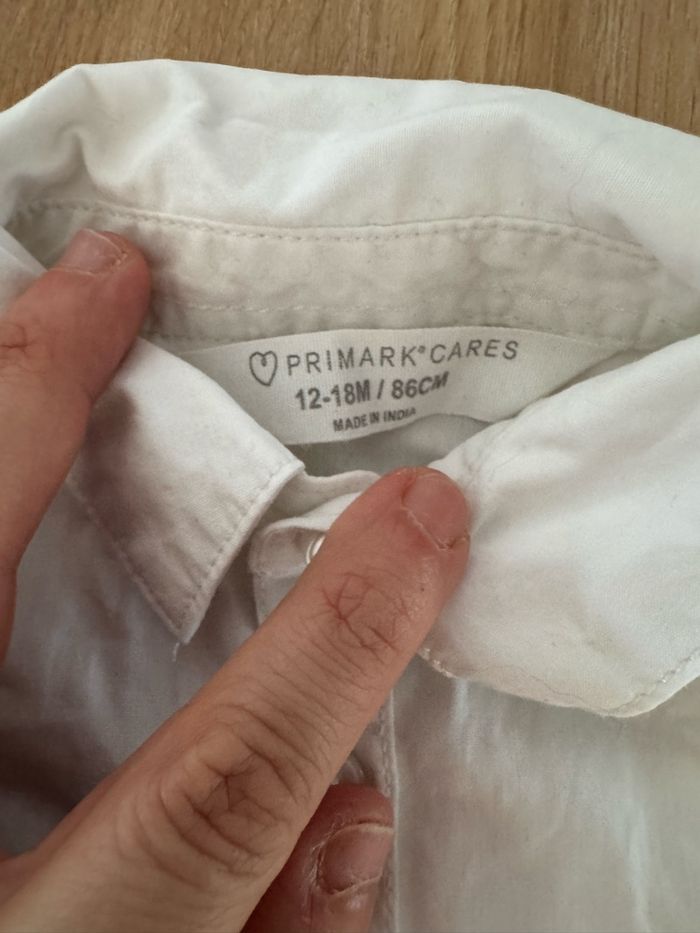 PRIMARK® CARES
12-18M / 86CM
MADE IN INDIA